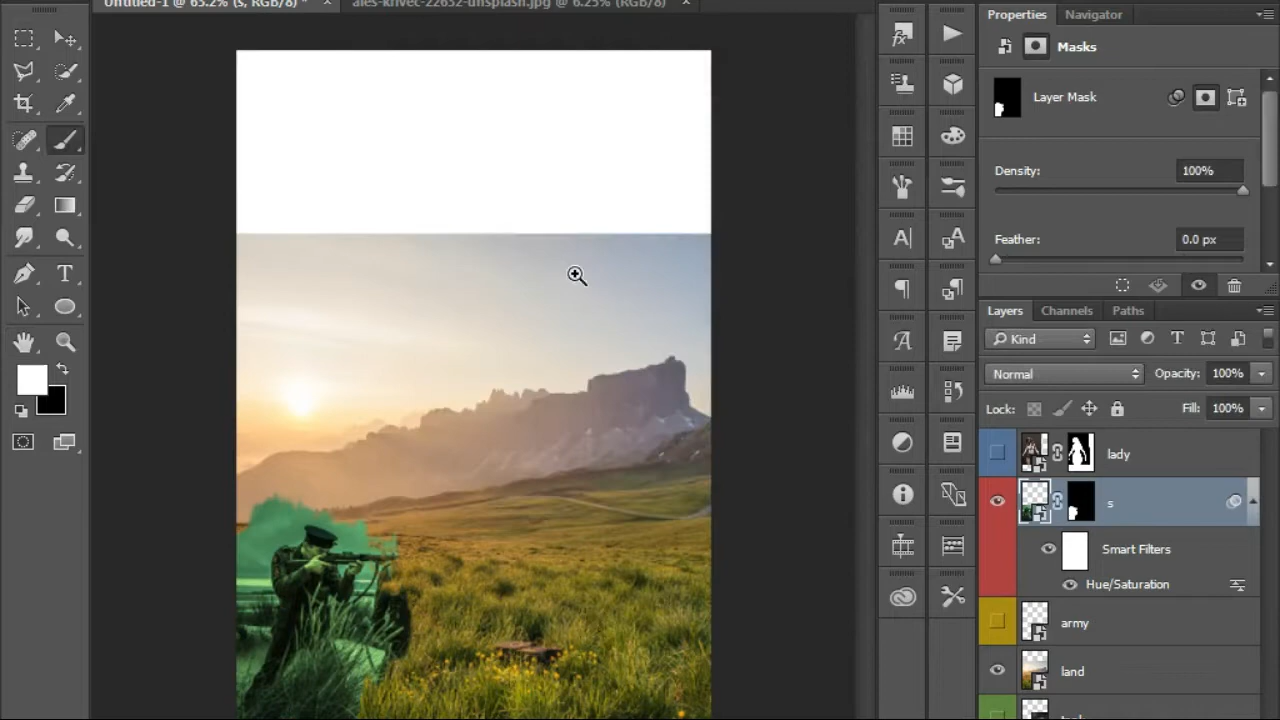 Untitled-1 @ 63.2% (s, RGB/8) * ×
ales-krivec-22632-unsplash.jpg @ 6.25% (RGB/8) ×
Properties Navigator
Masks
Layer Mask
Density: 100%
Feather: 0.0 px
Layers Channels Paths
Kind
Normal Opacity: 100%
Lock: Fill: 100%
lady
s
Smart Filters
Hue/Saturation
army
land